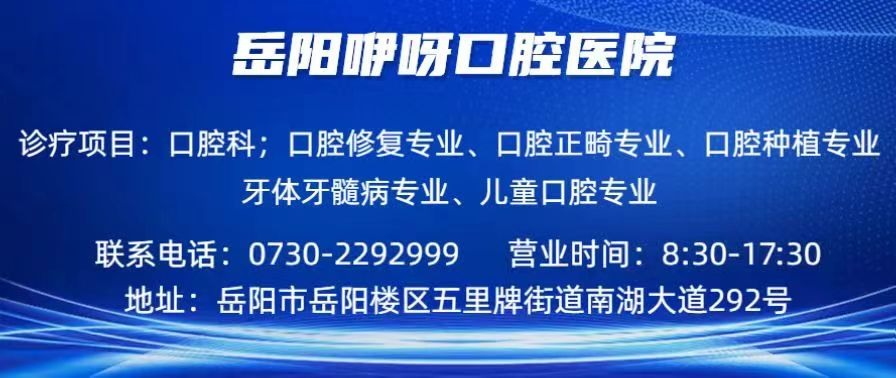 岳阳咿呀口腔医院
诊疗项目：口腔科；口腔修复专业、口腔正畸专业、口腔种植专业
牙体牙髓病专业、儿童口腔专业
联系电话：0730-2292999 营业时间：8:30-17:30
地址：岳阳市岳阳楼区五里牌街道南湖大道292号